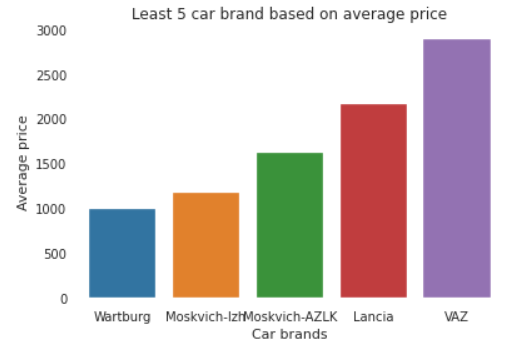 Least 5 car brand based on average price
3000
2500
2000
1500
1000
500
0
Average price
Wartburg Moskvich-Izh Moskvich-AZLK Lancia VAZ
Car brands